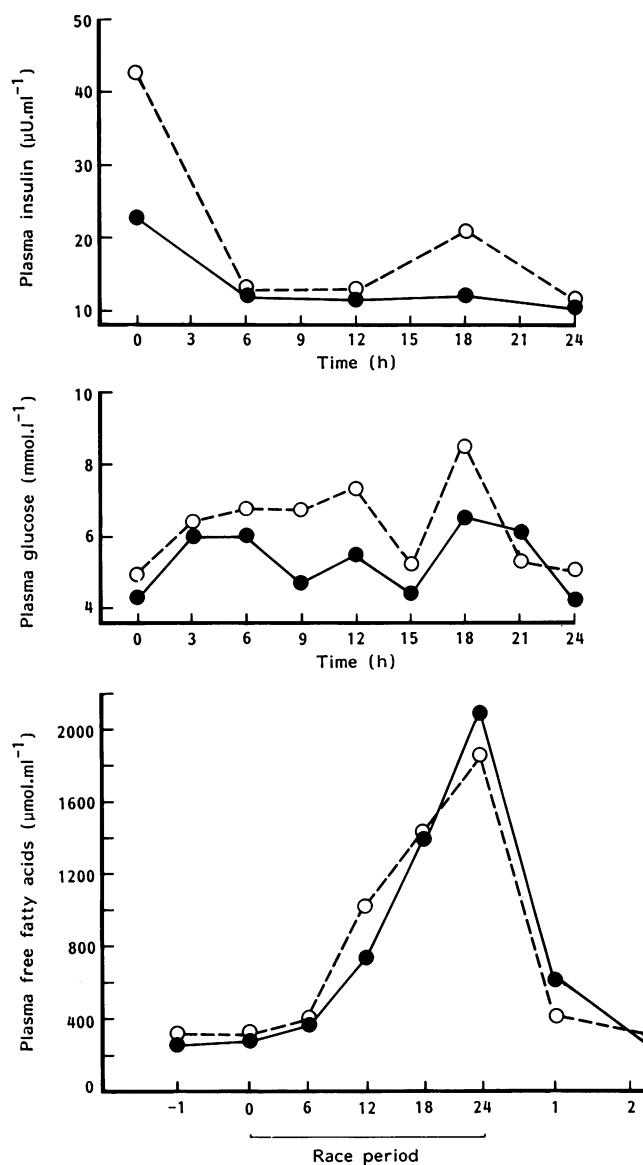 50
40
30
20
10
Plasma insulin (μU.ml⁻¹)
0 3 6 9 12 15 18 21 24
Time (h)
10
8
6
4
Plasma glucose (mmol.l⁻¹)
0 3 6 9 12 15 18 21 24
Time (h)
2000
1600
1200
800
400
0
Plasma free fatty acids (μmol.ml⁻¹)
-1 0 6 12 18 24 1 2
Race period